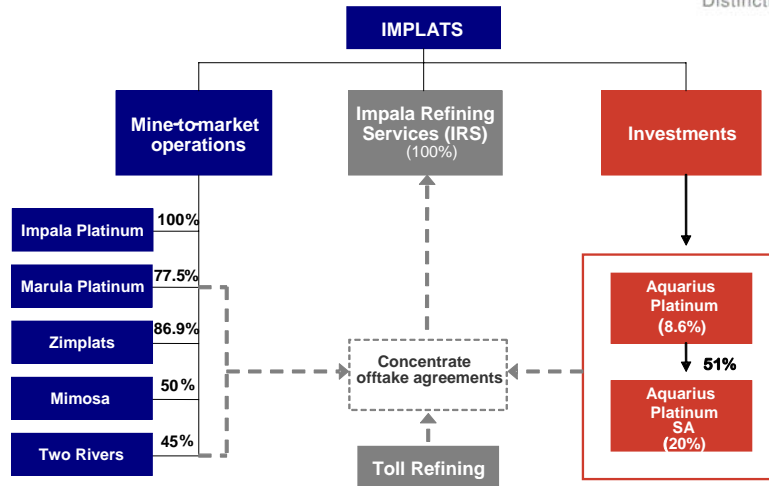 Distincti
IMPLATS
Mine-to-market
operations
Impala Refining
Services (IRS)
(100%)
Investments
100%
Impala Platinum
77.5%
Marula Platinum
86.9%
Zimplats
50%
Mimosa
45%
Two Rivers
Concentrate
offtake agreements
Toll Refining
Aquarius
Platinum
(8.6%)
51%
Aquarius
Platinum
SA
(20%)